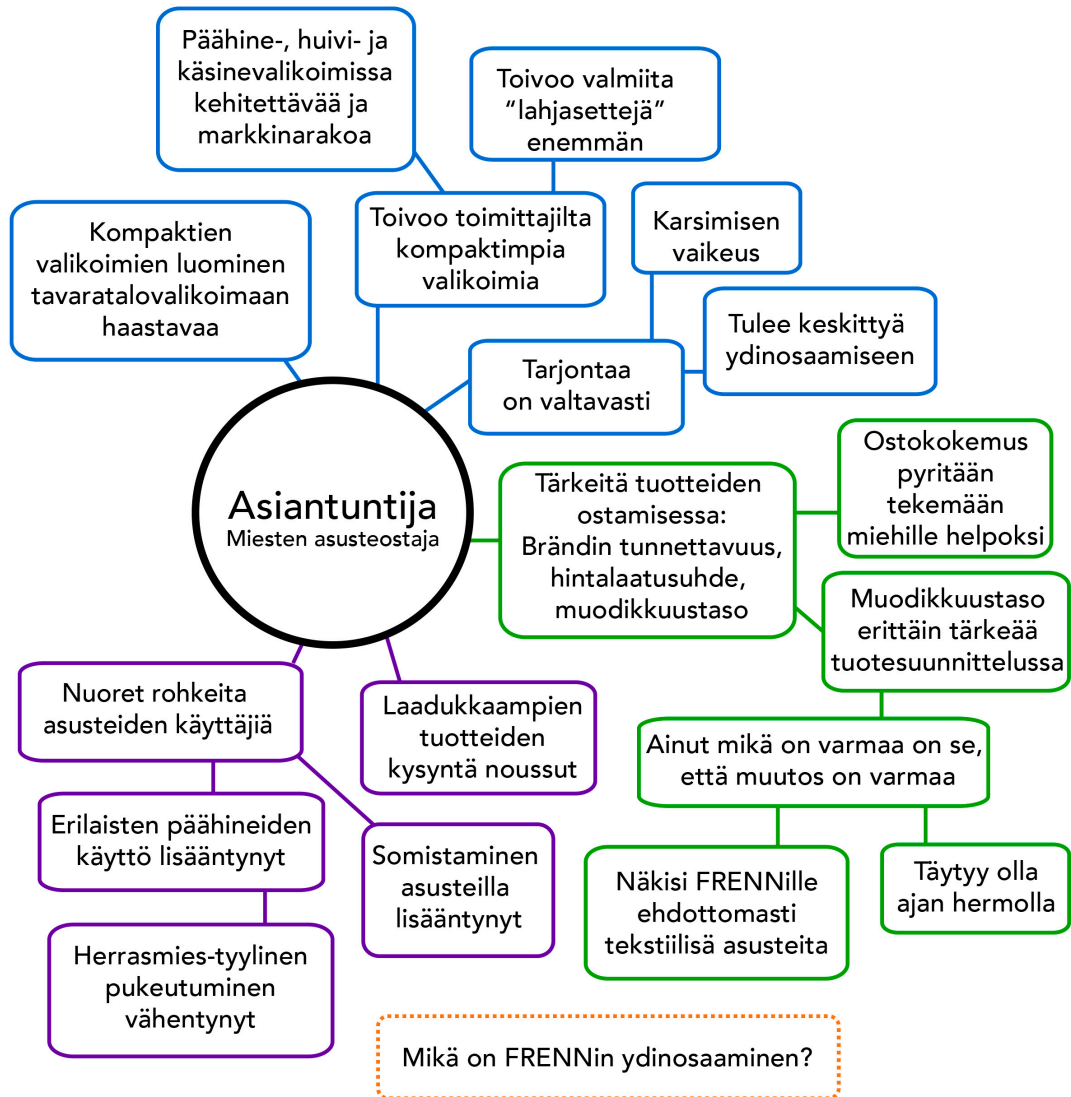 Päähine-, huivi- ja
käsinevalikoimissa
kehitettävää ja
markkinarakoa
Toivoo valmiita
“lahjasettejä”
enemmän
Kompaktien
valikoimien luominen
tavaratalovalikoimaan
haastavaa
Toivoo toimittajilta
kompaktimpia
valikoimia
Karsimisen
vaikeus
Tarjontaa
on valtavasti
Tulee keskittyä
ydinosaamiseen
Asiantuntija
Miesten asusteostaja
Tärkeitä tuotteiden
ostamisessa:
Brändin tunnettavuus,
hintalaatusuhde,
muodikkuustaso
Ostokokemus
pyritään
tekemään
miehille helpoksi
Muodikkuustaso
erittäin tärkeää
tuotesuunnittelussa
Ainut mikä on varmaa on se,
että muutos on varmaa
Näkisi FRENNille
ehdottomasti
tekstiilisä asusteita
Täytyy olla
ajan hermolla
Nuoret rohkeita
asusteiden käyttäjiä
Laadukkaampien
tuotteiden
kysyntä noussut
Erilaisten päähineiden
käyttö lisääntynyt
Somistaminen
asusteilla
lisääntynyt
Herrasmies-tyylinen
pukeutuminen
vähentynyt
Mikä on FRENNin ydinosaaminen?